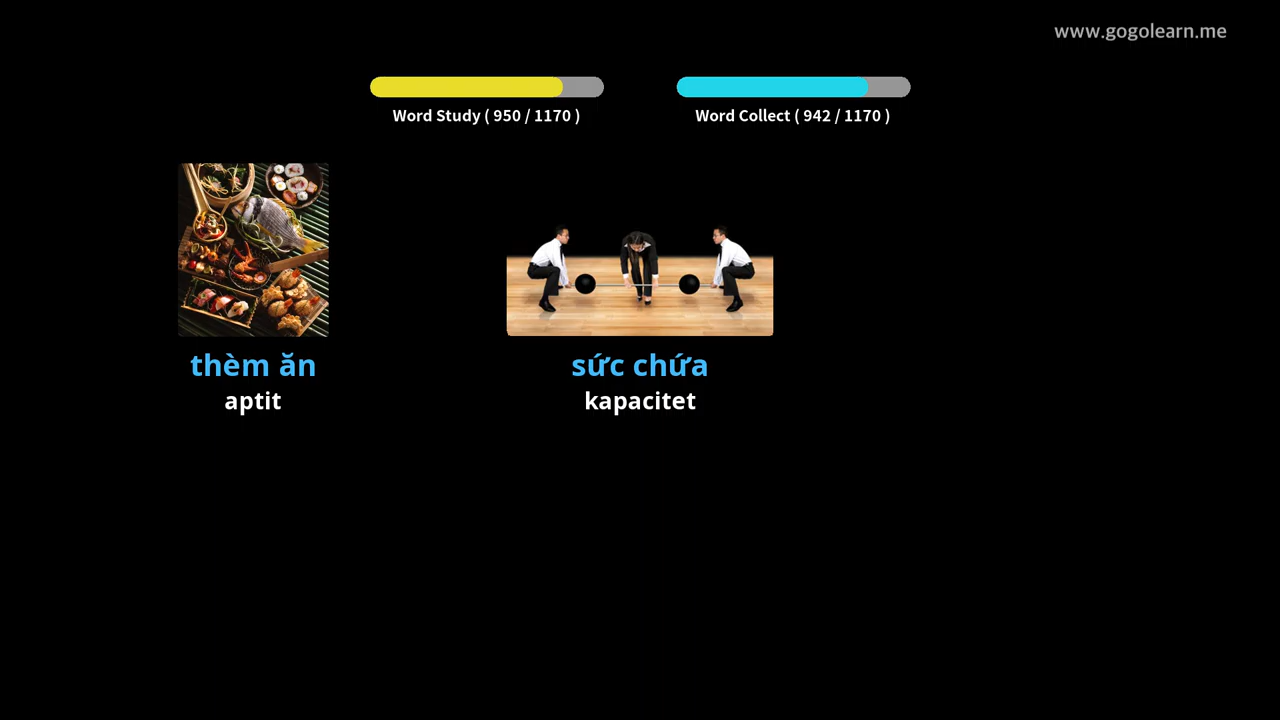 www.gogolearn.me
Word Study ( 950 / 1170 )
Word Collect ( 942 / 1170 )
thèm ăn
aptit
sức chứa
kapacitet